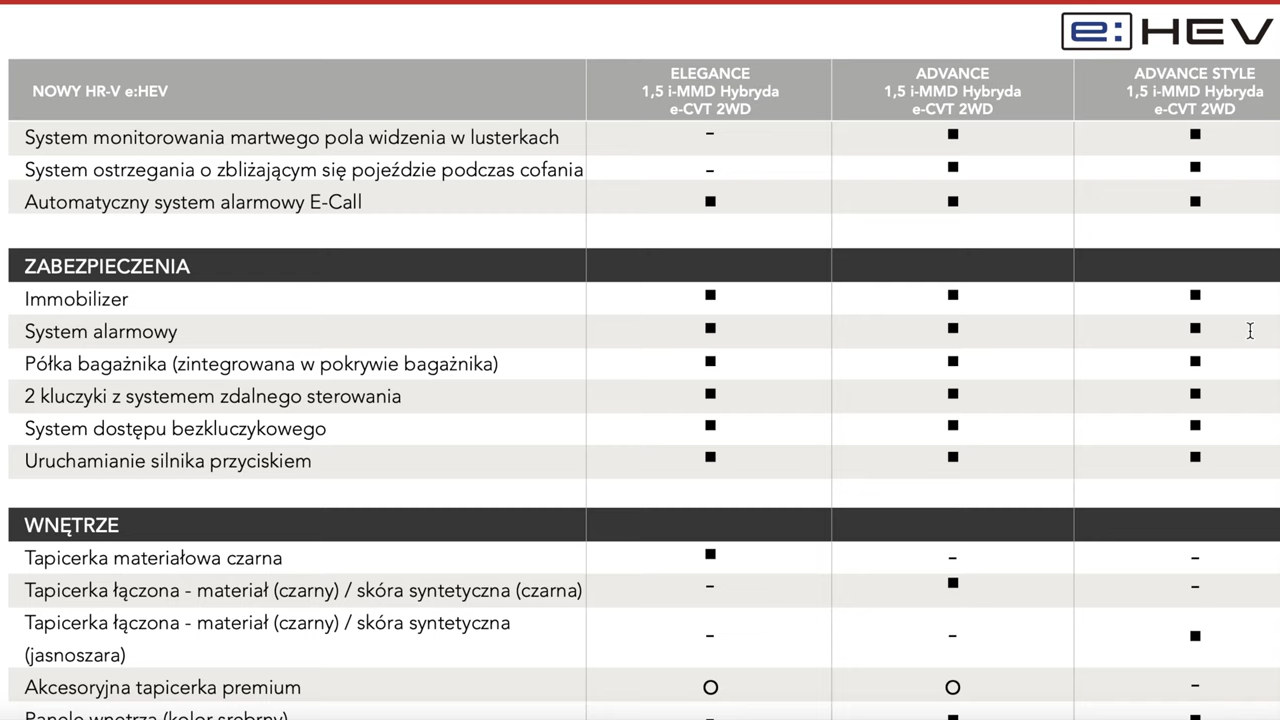 e:HEV
NOWY HR-V e:HEV
ELEGANCE
1,5 i-MMD Hybryda
e-CVT 2WD
ADVANCE
1,5 i-MMD Hybryda
e-CVT 2WD
ADVANCE STYLE
1,5 i-MMD Hybryda
e-CVT 2WD
System monitorowania martwego pola widzenia w lusterkach – ■ ■
System ostrzegania o zbliżającym się pojeździe podczas cofania – ■ ■
Automatyczny system alarmowy E-Call ■ ■ ■
ZABEZPIECZENIA
Immobilizer ■ ■ ■
System alarmowy ■ ■ ■
Półka bagażnika (zintegrowana w pokrywie bagażnika) ■ ■ ■
2 kluczyki z systemem zdalnego sterowania ■ ■ ■
System dostępu bezkluczykowego ■ ■ ■
Uruchamianie silnika przyciskiem ■ ■ ■
WNĘTRZE
Tapicerka materiałowa czarna ■ – –
Tapicerka łączona - materiał (czarny) / skóra syntetyczna (czarna) – ■ –
Tapicerka łączona - materiał (czarny) / skóra syntetyczna
(jasnoszara) – – ■
Akcesoryjna tapicerka premium O O –
Panele wnętrza (kolor srebrny) – ■ ■